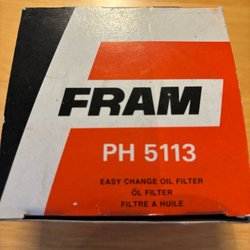 FRAM
PH 5113
EASY CHANGE OIL FILTER
ÖL FILTER
FILTRE A HUILE